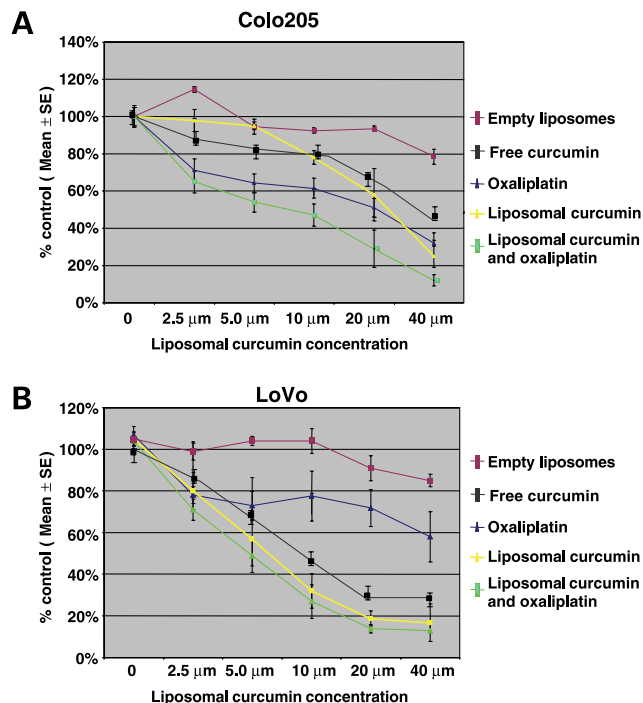 A
Colo205
140%
120%
100%
80%
60%
40%
20%
0%
% control ( Mean ± SE)
0 2.5 μm 5.0 μm 10 μm 20 μm 40 μm
Liposomal curcumin concentration
Empty liposomes
Free curcumin
Oxaliplatin
Liposomal curcumin
Liposomal curcumin
and oxaliplatin
B
LoVo
120%
100%
80%
60%
40%
20%
0%
% control ( Mean ± SE)
0 2.5 μm 5.0 μm 10 μm 20 μm 40 μm
Liposomal curcumin concentration
Empty liposomes
Free curcumin
Oxaliplatin
Liposomal curcumin
Liposomal curcumin
and oxaliplatin